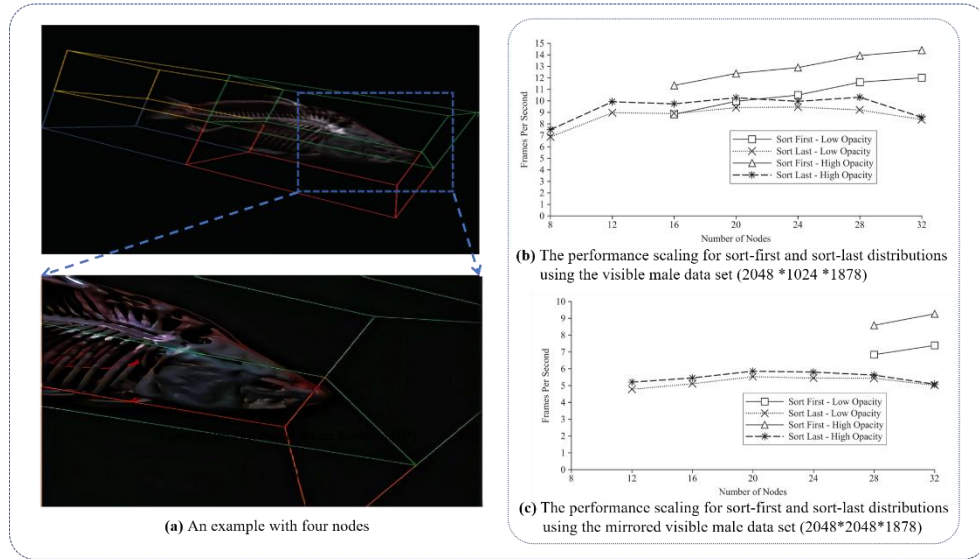 (a) An example with four nodes
15
14
13
12
11
10
9
8
7
6
5
4
3
2
1
0
Frames Per Second
8 12 16 20 24 28 32
Number of Nodes
Sort First - Low Opacity
Sort Last - Low Opacity
Sort First - High Opacity
Sort Last - High Opacity
(b) The performance scaling for sort-first and sort-last distributions
using the visible male data set (2048 *1024 *1878)
10
9
8
7
6
5
4
3
2
1
0
Frames Per Second
8 12 16 20 24 28 32
Number of Nodes
Sort First - Low Opacity
Sort Last - Low Opacity
Sort First - High Opacity
Sort Last - High Opacity
(c) The performance scaling for sort-first and sort-last distributions
using the mirrored visible male data set (2048*2048*1878)